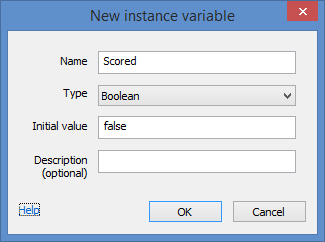 New instance variable
Name Scored
Type Boolean
Initial value false
Description
(optional)
Help OK Cancel